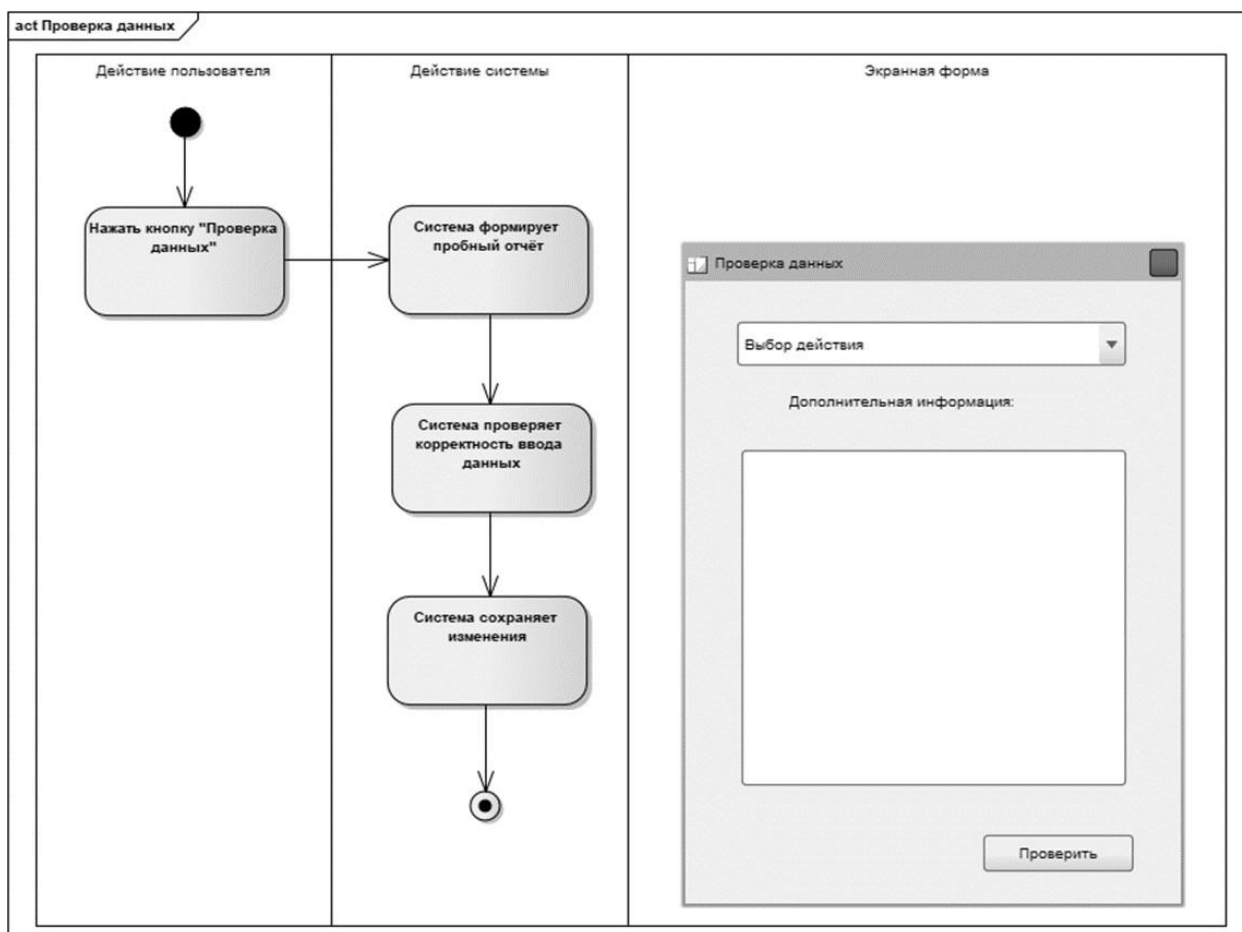 act Проверка данных
Действие пользователя
Действие системы
Экранная форма
Нажать кнопку "Проверка
данных"
Система формирует
пробный отчёт
Система проверяет
корректность ввода
данных
Система сохраняет
изменения
Проверка данных
Выбор действия
Дополнительная информация:
Проверить